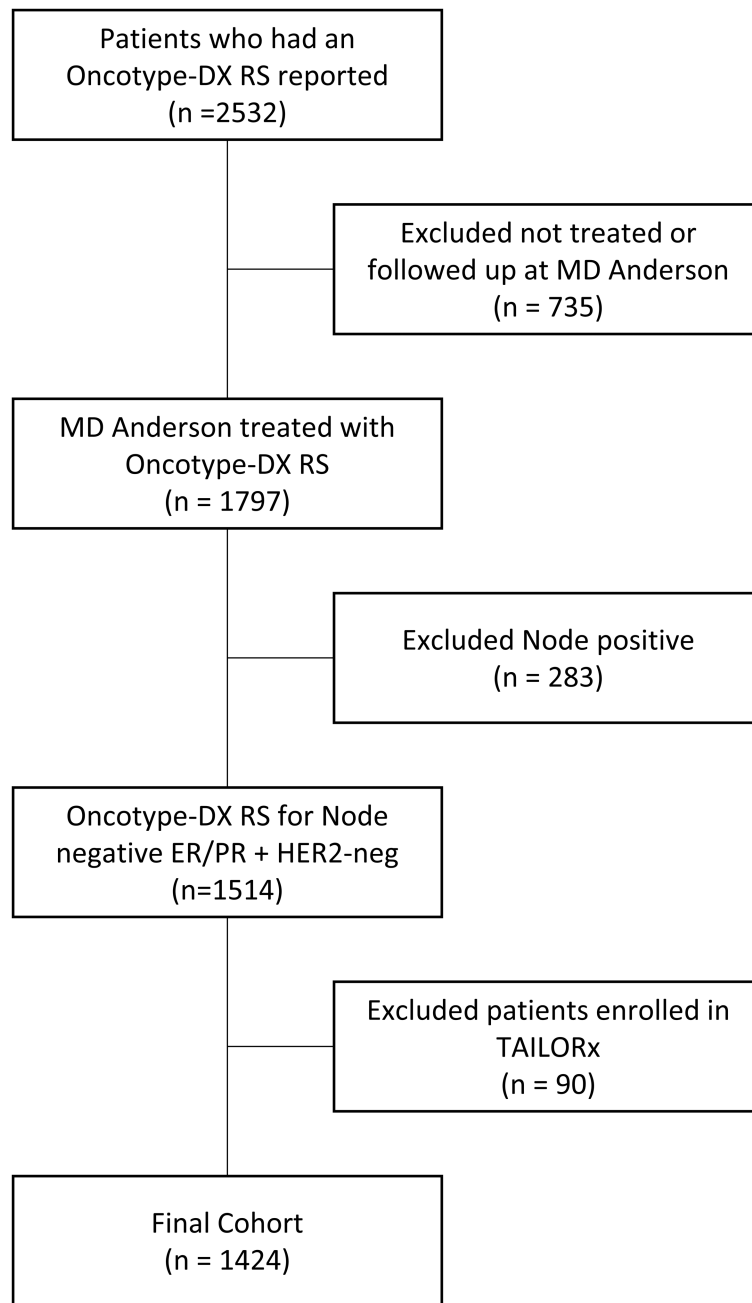 Patients who had an
Oncotype-DX RS reported
(n =2532)
Excluded not treated or
followed up at MD Anderson
(n = 735)
MD Anderson treated with
Oncotype-DX RS
(n = 1797)
Excluded Node positive
(n = 283)
Oncotype-DX RS for Node
negative ER/PR + HER2-neg
(n=1514)
Excluded patients enrolled in
TAILORx
(n = 90)
Final Cohort
(n = 1424)